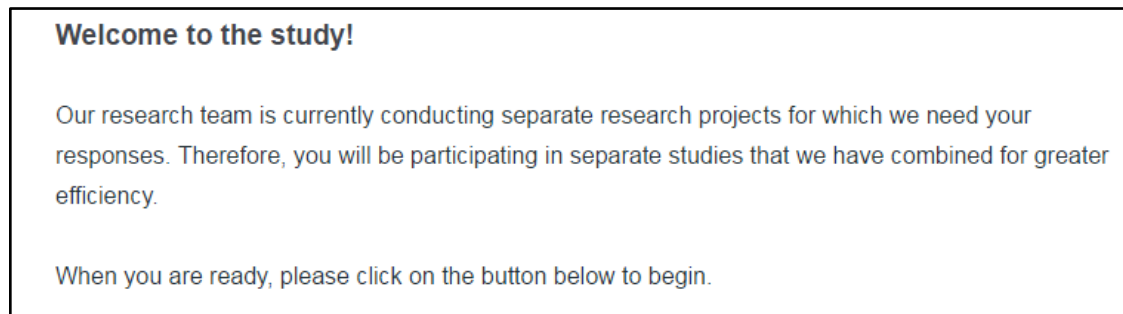 Welcome to the study!
Our research team is currently conducting separate research projects for which we need your
responses. Therefore, you will be participating in separate studies that we have combined for greater
efficiency.
When you are ready, please click on the button below to begin.